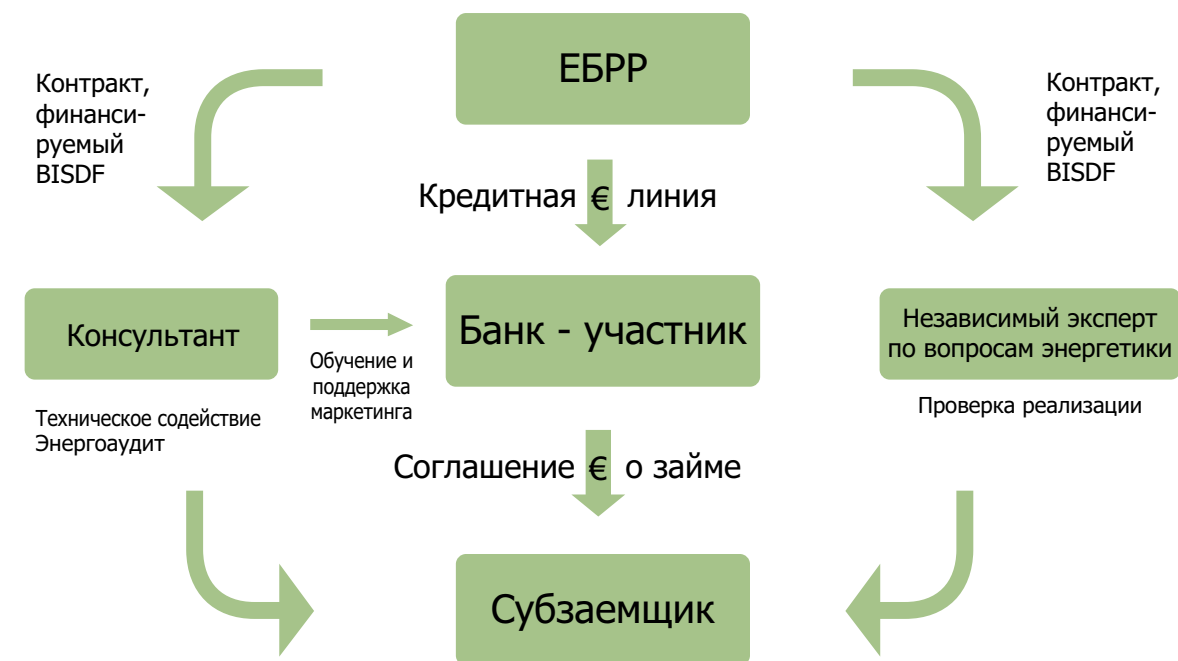 ЕБРР
Контракт,
финанси-
руемый
BISDF
Контракт,
финанси-
руемый
BISDF
Кредитная € линия
Консультант
Обучение и
поддержка
маркетинга
Банк - участник
Независимый эксперт
по вопросам энергетики
Техническое содействие
Энергоаудит
Проверка реализации
Соглашение € о займе
Субзаемщик